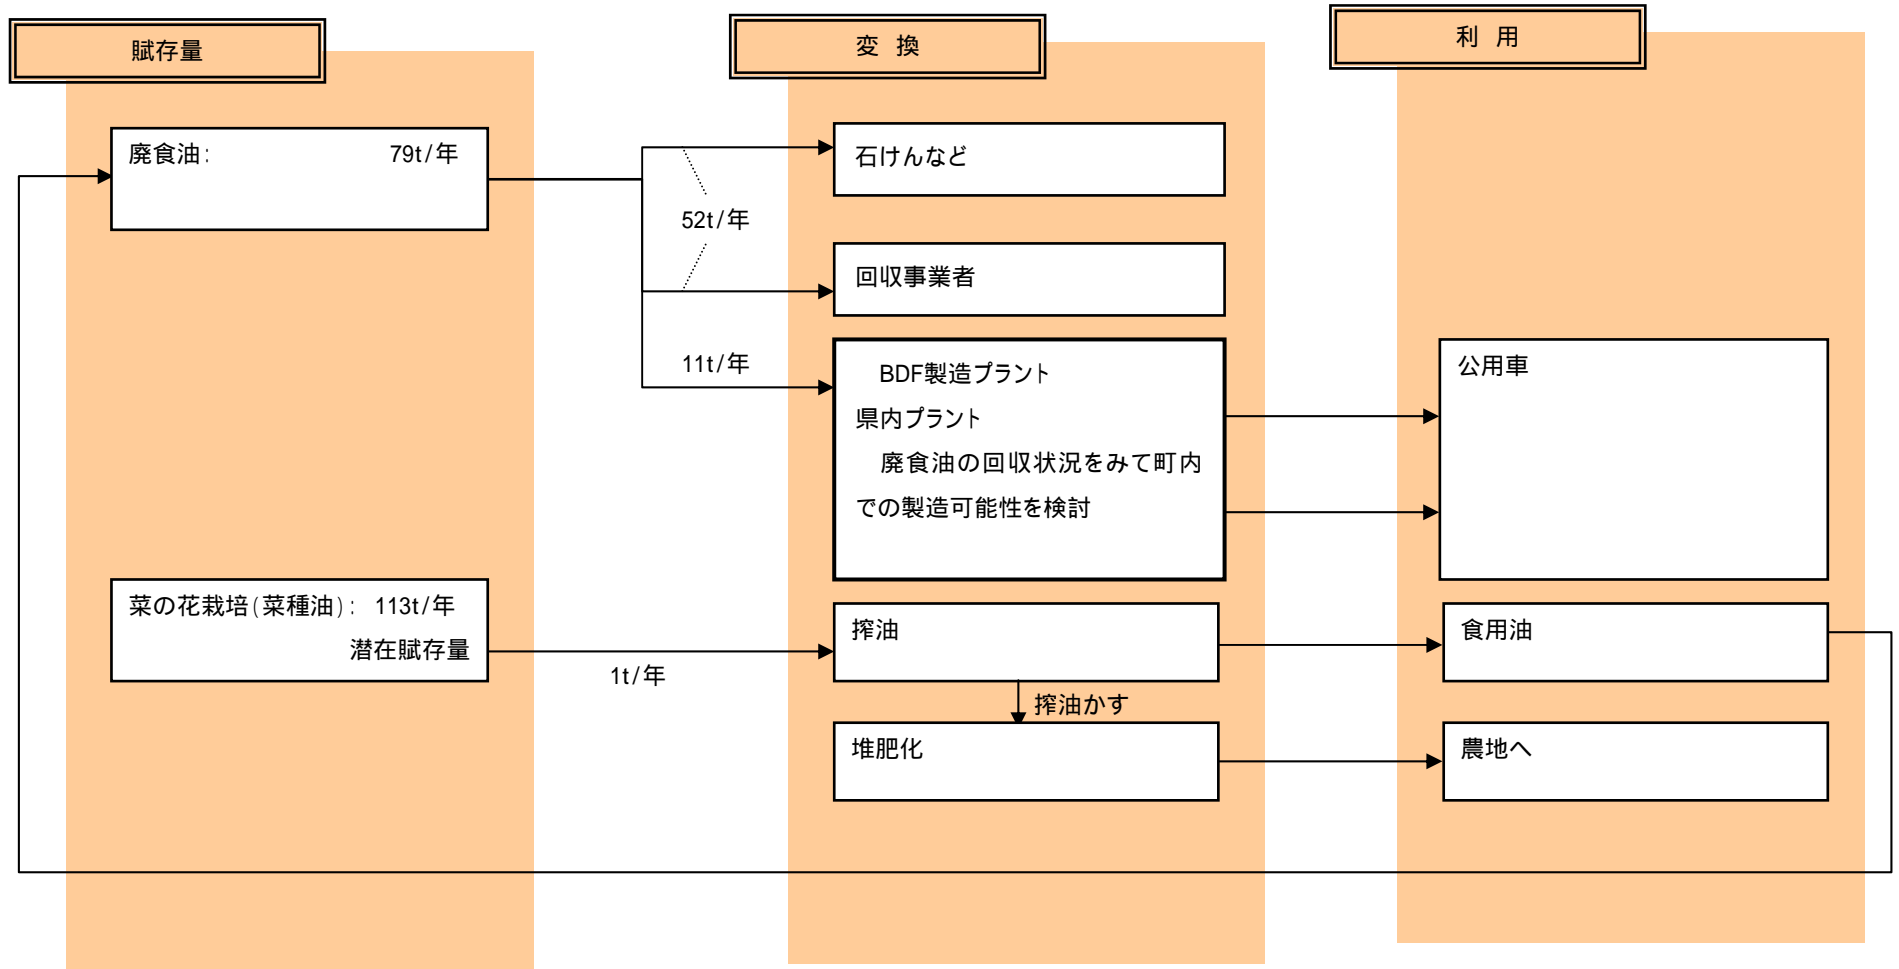 賦存量
変 換
利 用
廃食油: 79t/年
石けんなど
52t/年
回収事業者
11t/年
BDF製造プラント
県内プラント
廃食油の回収状況をみて町内
での製造可能性を検討
公用車
菜の花栽培(菜種油): 113t/年
潜在賦存量
1t/年
搾油
食用油
搾油かす
堆肥化
農地へ